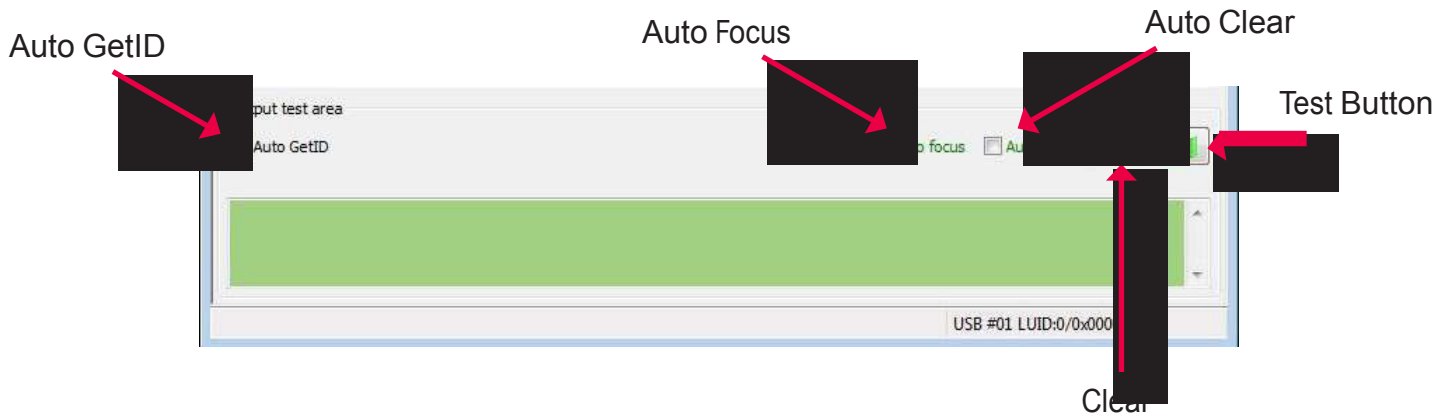 Auto Clear
Auto Focus
Auto GetID
Test Button
put test area
Auto GetID
focus Au
USB #01 LUID:0/0x000
Clear